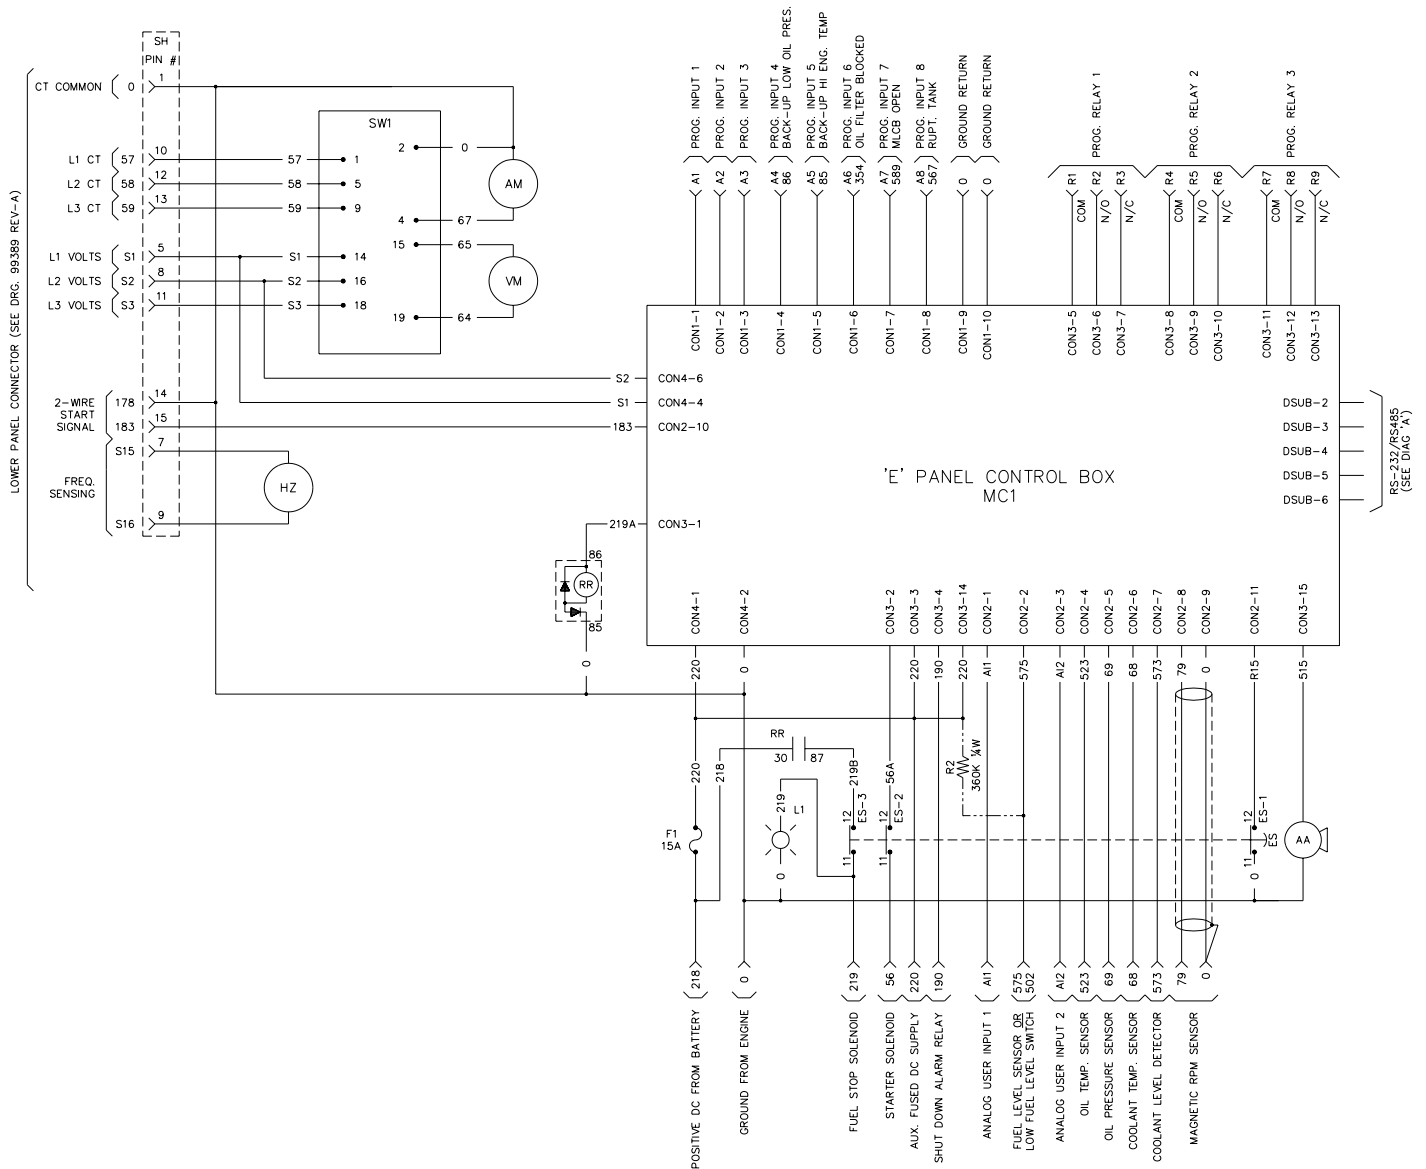 LOWER PANEL CONNECTOR (SEE DRG. 99389 REV-A)
SH
PIN #
CT COMMON 0 1
L1 CT 57 10
L2 CT 58 12
L3 CT 59 13
L1 VOLTS S1 5
L2 VOLTS S2 8
L3 VOLTS S3 11
2-WIRE
START
SIGNAL
178 14
183 15
FREQ.
SENSING
S15 7
S16 9
HZ
SW1
57 1
58 5
59 9
S1 14
S2 16
S3 18
2 0
4 67
15 65
19 64
AM
VM
PROG. INPUT 1
A1
CON1-1
PROG. INPUT 2
A2
CON1-2
PROG. INPUT 3
A3
CON1-3
PROG. INPUT 4
BACK-UP LOW OIL PRES.
A4
86
CON1-4
PROG. INPUT 5
BACK-UP HI ENG. TEMP
A5
85
CON1-5
PROG. INPUT 6
OIL FILTER BLOCKED
A6
354
CON1-6
PROG. INPUT 7
MLCB OPEN
A7
589
CON1-7
PROG. INPUT 8
RUPT. TANK
A8
567
CON1-8
GROUND RETURN
0
CON1-9
GROUND RETURN
0
CON1-10
PROG. RELAY 1
R1
COM
CON3-5
R2
N/O
CON3-6
R3
N/C
CON3-7
PROG. RELAY 2
R4
COM
CON3-8
R5
N/O
CON3-9
R6
N/C
CON3-10
PROG. RELAY 3
R7
COM
CON3-11
R8
N/O
CON3-12
R9
N/C
CON3-13
S2 CON4-6
S1 CON4-4
183 CON2-10
219A CON3-1
'E' PANEL CONTROL BOX
MC1
DSUB-2
DSUB-3
DSUB-4
DSUB-5
DSUB-6
RS-232/RS485
(SEE DIAG 'A')
86
RR
85
0
CON4-1
220
CON4-2
0
CON3-2
CON3-3
220
CON3-4
190
CON3-14
220
CON2-1
AI1
CON2-2
575
CON2-3
AI2
CON2-4
523
CON2-5
69
CON2-6
68
CON2-7
573
CON2-8
79
CON2-9
0
CON2-11
R15
CON3-15
515
220
218
RR
30 87
219B
56A
R2
360K ¼W
219
L1
0
F1
15A
12
ES-3
11
12
ES-2
11
12
ES-1
11
0
ES
AA
218
POSITIVE DC FROM BATTERY
0
GROUND FROM ENGINE
219
FUEL STOP SOLENOID
56
STARTER SOLENOID
220
AUX. FUSED DC SUPPLY
190
SHUT DOWN ALARM RELAY
AI1
ANALOG USER INPUT 1
575
502
FUEL LEVEL SENSOR OR
LOW FUEL LEVEL SWITCH
AI2
ANALOG USER INPUT 2
523
OIL TEMP. SENSOR
69
OIL PRESSURE SENSOR
68
COOLANT TEMP. SENSOR
573
COOLANT LEVEL DETECTOR
79
0
MAGNETIC RPM SENSOR